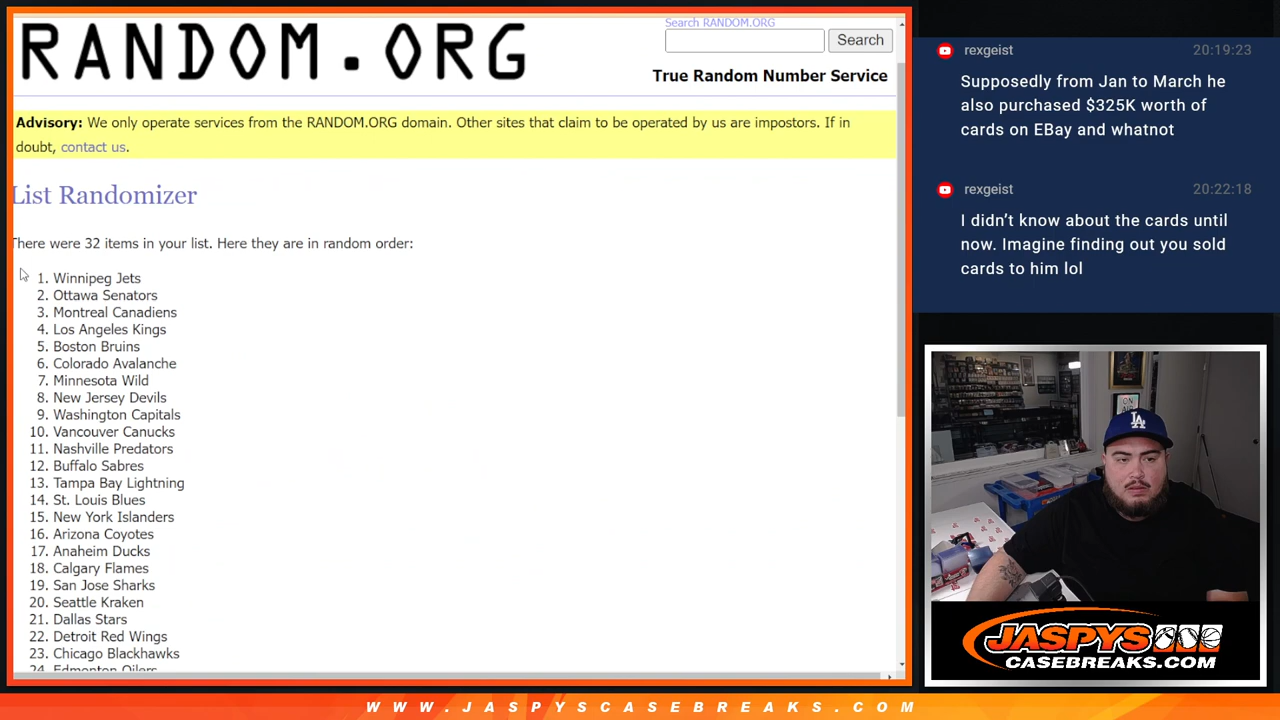 RANDOM.ORG
Search RANDOM.ORG
Search
True Random Number Service
Advisory: We only operate services from the RANDOM.ORG domain. Other sites that claim to be operated by us are impostors. If in
doubt, contact us.
List Randomizer
There were 32 items in your list. Here they are in random order:
1. Winnipeg Jets
2. Ottawa Senators
3. Montreal Canadiens
4. Los Angeles Kings
5. Boston Bruins
6. Colorado Avalanche
7. Minnesota Wild
8. New Jersey Devils
9. Washington Capitals
10. Vancouver Canucks
11. Nashville Predators
12. Buffalo Sabres
13. Tampa Bay Lightning
14. St. Louis Blues
15. New York Islanders
16. Arizona Coyotes
17. Anaheim Ducks
18. Calgary Flames
19. San Jose Sharks
20. Seattle Kraken
21. Dallas Stars
22. Detroit Red Wings
23. Chicago Blackhawks
24. Edmonton Oilers
rexgeist 20:19:23
Supposedly from Jan to March he
also purchased $325K worth of
cards on EBay and whatnot
rexgeist 20:22:18
I didn't know about the cards until
now. Imagine finding out you sold
cards to him lol
ON
AIR
LA
JASPYS
CASEBREAKS.COM
WWW.JASPYSCASEBREAKS.COM